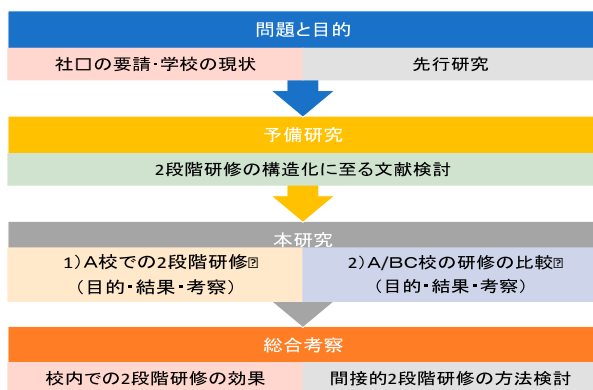 問題と目的
社口の要請・学校の現状
先行研究
予備研究
2段階研修の構造化に至る文献検討
本研究
1)A校での2段階研修
（目的・結果・考察）
2)A/BC校の研修の比較
（目的・結果・考察）
総合考察
校内での2段階研修の効果
間接的2段階研修の方法検討